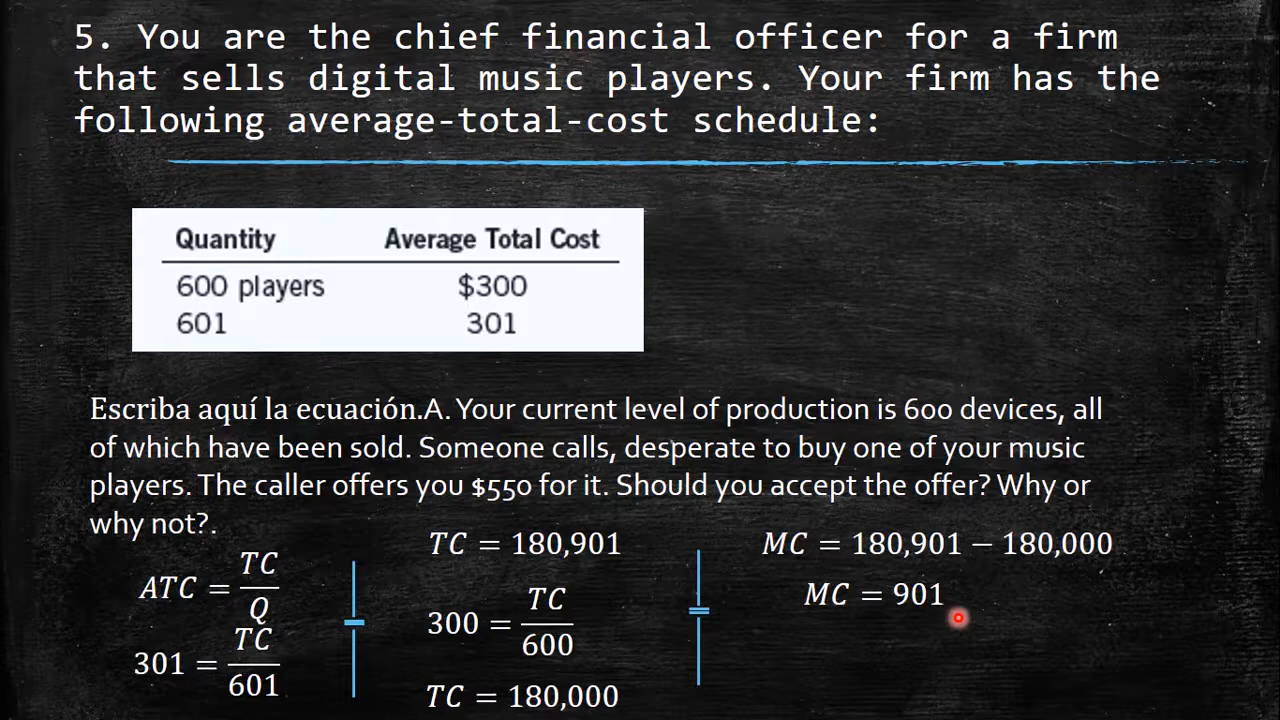 5. You are the chief financial officer for a firm
that sells digital music players. Your firm has the
following average-total-cost schedule:
Quantity Average Total Cost
600 players $300
601 301
Escriba aquí la ecuación.A. Your current level of production is 600 devices, all
of which have been sold. Someone calls, desperate to buy one of your music
players. The caller offers you $550 for it. Should you accept the offer? Why or
why not?.
ATC = TC/Q
301 = TC/601
TC = 180,901
300 = TC/600
TC = 180,000
MC = 180,901 − 180,000
MC = 901